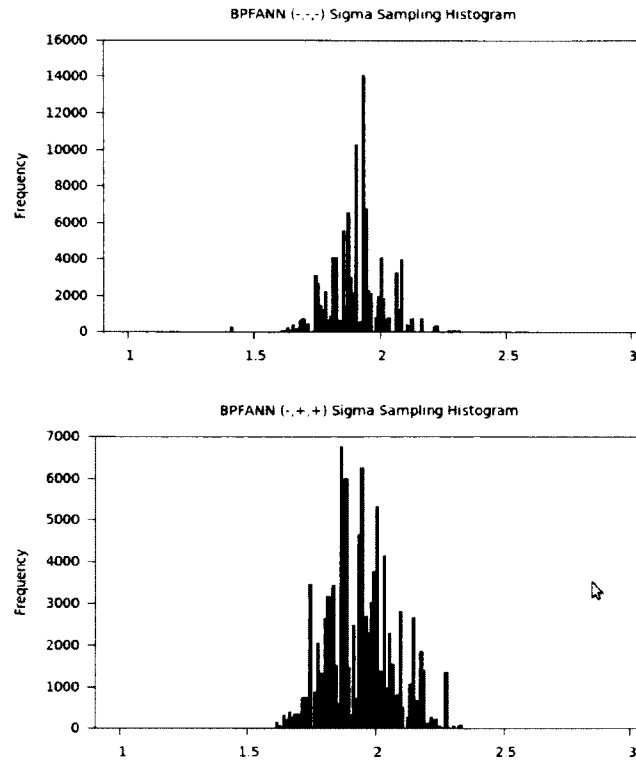 BPFANN (-,-,-) Sigma Sampling Histogram
16000
14000
12000
10000
8000
6000
4000
2000
0
Frequency
1 1.5 2 2.5 3
BPFANN (-,+,+) Sigma Sampling Histogram
7000
6000
5000
4000
3000
2000
1000
0
Frequency
1 1.5 2 2.5 3